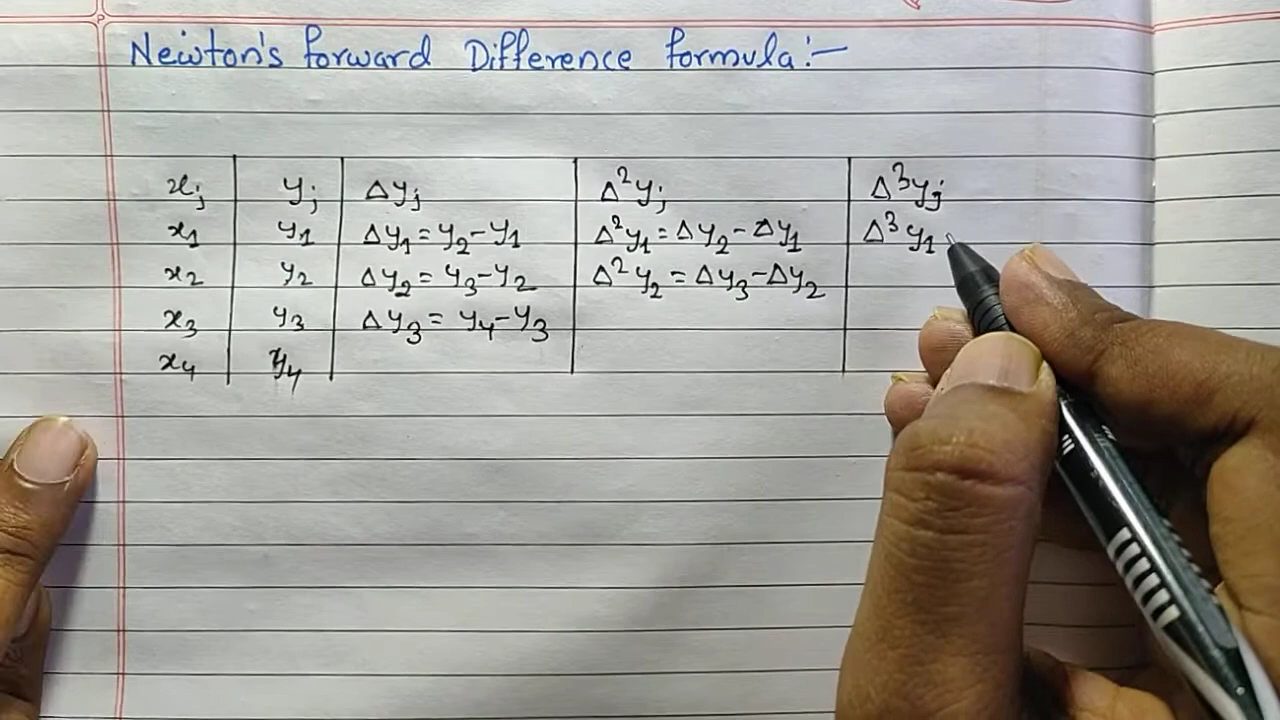 Newton's forward Difference formula:-
xj yj Δyj Δ²yj Δ³yj
x1 y1 Δy1 = y2-y1 Δ²y1 = Δy2-Δy1 Δ³y1
x2 y2 Δy2 = y3-y2 Δ²y2 = Δy3-Δy2
x3 y3 Δy3 = y4-y3
x4 y4